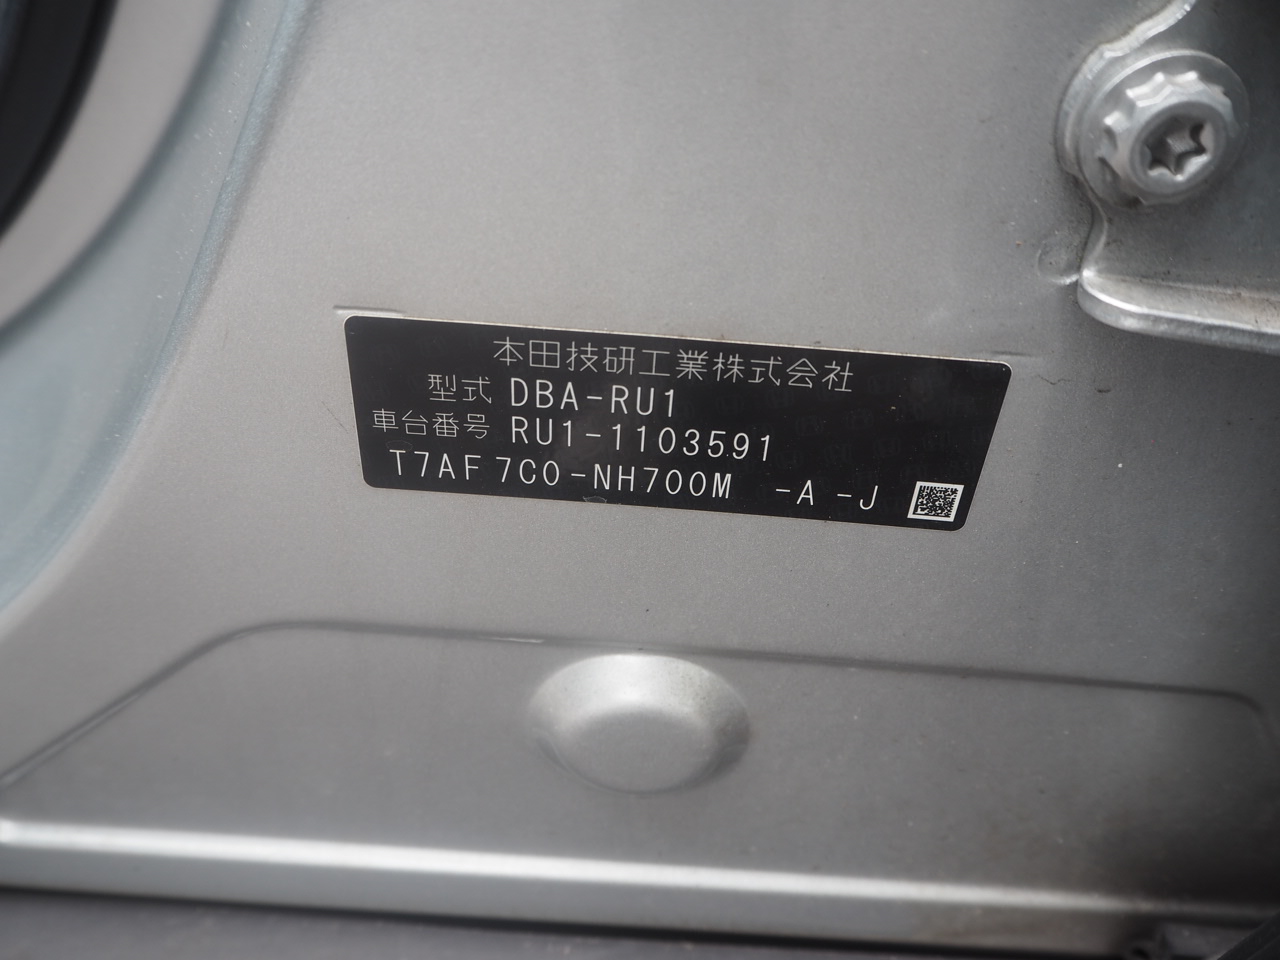 本田技研工業株式会社
型式 DBA-RU1
車台番号 RU1-1103591
T7AF7C0-NH700M -A -J